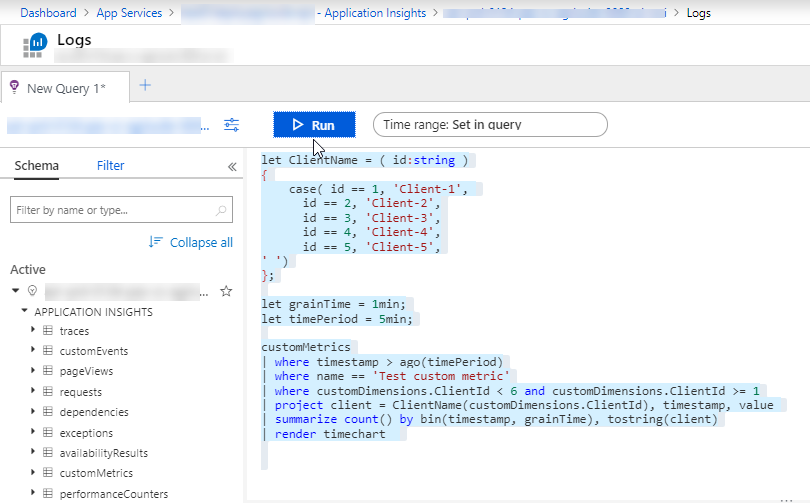 Dashboard > App Services > - Application Insights > > Logs
Logs
New Query 1* +
Run
Time range: Set in query
Schema Filter «
Filter by name or type...
Collapse all
Active
APPLICATION INSIGHTS
traces
customEvents
pageViews
requests
dependencies
exceptions
availabilityResults
customMetrics
performanceCounters
let ClientName = ( id:string )
{
case( id == 1, 'Client-1',
id == 2, 'Client-2',
id == 3, 'Client-3',
id == 4, 'Client-4',
id == 5, 'Client-5',
' ')
};
let grainTime = 1min;
let timePeriod = 5min;
customMetrics
| where timestamp > ago(timePeriod)
| where name == 'Test custom metric'
| where customDimensions.ClientId < 6 and customDimensions.ClientId >= 1
| project client = ClientName(customDimensions.ClientId), timestamp, value
| summarize count() by bin(timestamp, grainTime), tostring(client)
| render timechart